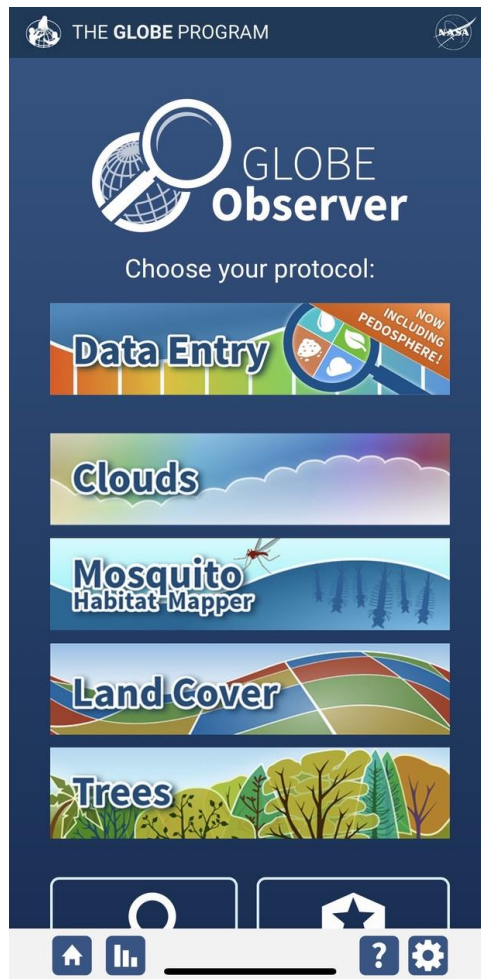 THE GLOBE PROGRAM
NASA
GLOBE
Observer
Choose your protocol:
Data Entry
NOW
INCLUDING
PEDOSPHERE!
Clouds
Mosquito
Habitat Mapper
Land Cover
Trees
?